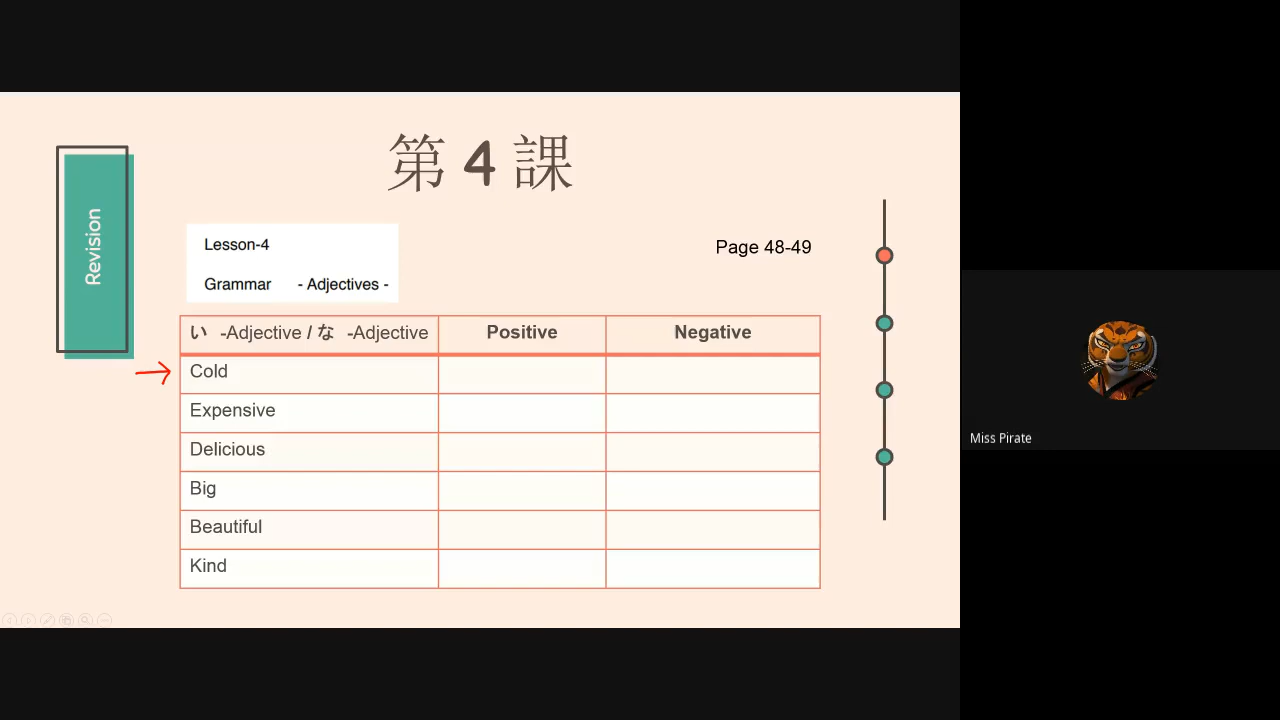 第 4 課
Revision
Lesson-4
Grammar - Adjectives -
Page 48-49
い -Adjective / な -Adjective Positive Negative
Cold
Expensive
Delicious
Big
Beautiful
Kind
Miss Pirate